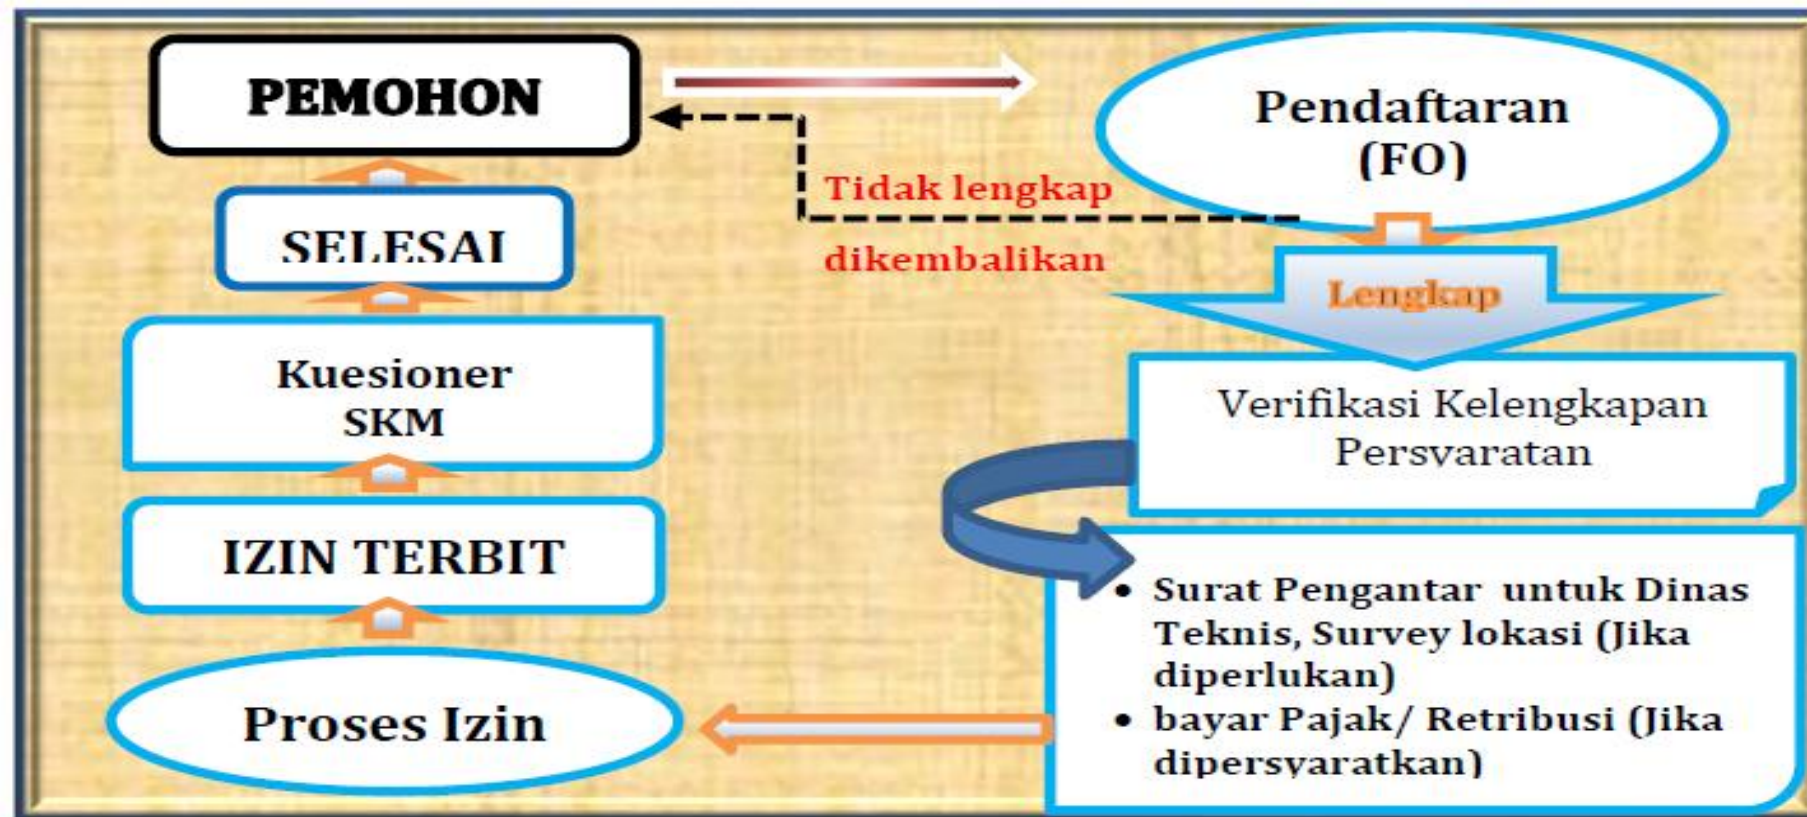 PEMOHON
Pendaftaran
(FO)
Tidak lengkap
dikembalikan
Lengkap
Verifikasi Kelengkapan
Persyaratan
• Surat Pengantar untuk Dinas
Teknis, Survey lokasi (Jika
diperlukan)
• bayar Pajak/ Retribusi (Jika
dipersyaratkan)
Proses Izin
IZIN TERBIT
Kuesioner
SKM
SELESAI